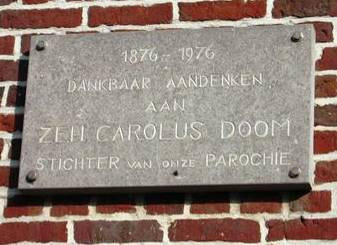 1876 - 1976
DANKBAAR AANDENKEN
AAN
ZEH CAROLUS DOOM
STICHTER VAN ONZE PAROCHIE